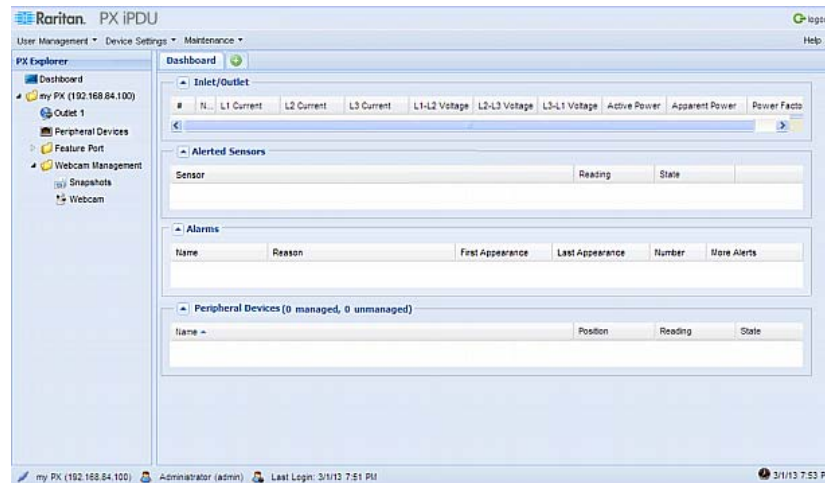 Raritan. PX iPDU
logo
User Management Device Settings Maintenance Help
PX Explorer
Dashboard
my PX (192.168.84.100)
Outlet 1
Peripheral Devices
Feature Port
Webcam Management
Snapshots
Webcam
Dashboard
Inlet/Outlet
# N... L1 Current L2 Current L3 Current L1-L2 Voltage L2-L3 Voltage L3-L1 Voltage Active Power Apparent Power Power Facto
Alerted Sensors
Sensor Reading State
Alarms
Name Reason First Appearance Last Appearance Number More Alerts
Peripheral Devices (0 managed, 0 unmanaged)
Name Position Reading State
my PX (192.168.84.100) Administrator (admin) Last Login: 3/1/13 7:51 PM 3/1/13 7:53 P